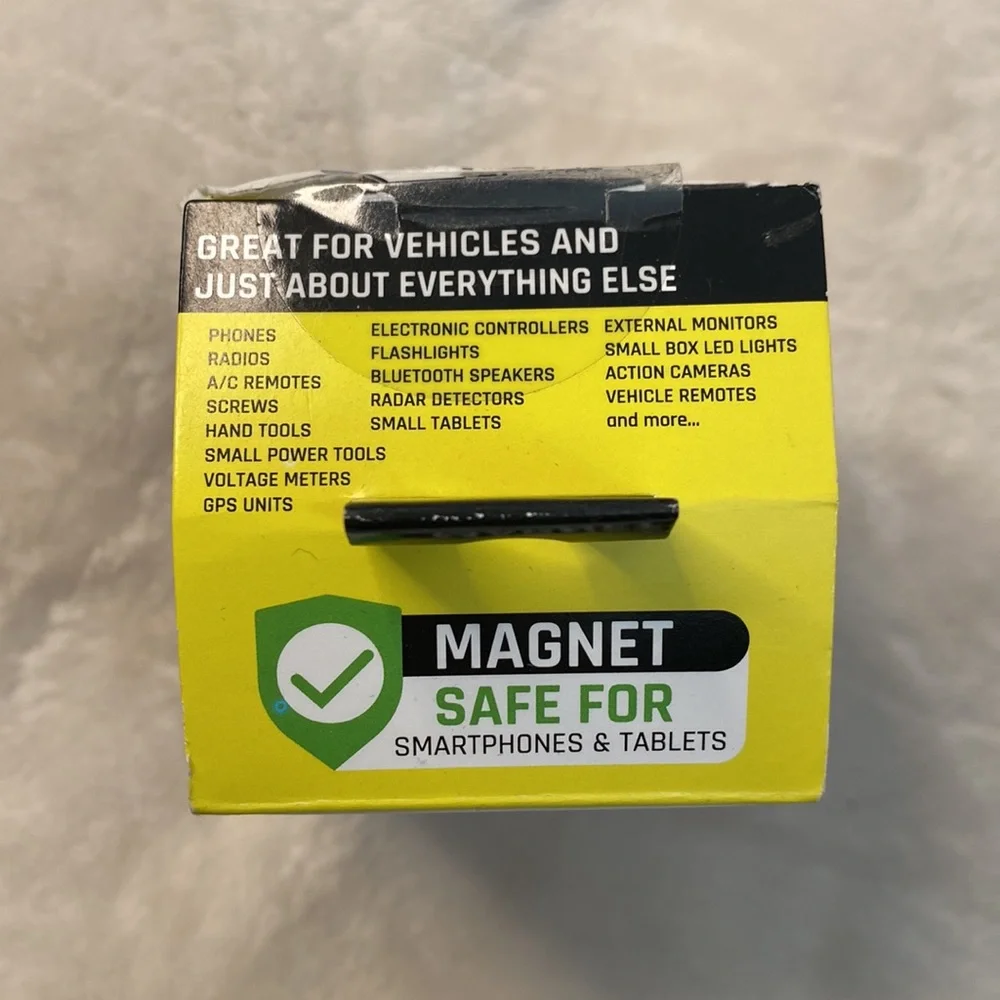 GREAT FOR VEHICLES AND
JUST ABOUT EVERYTHING ELSE
PHONES
RADIOS
A/C REMOTES
SCREWS
HAND TOOLS
SMALL POWER TOOLS
VOLTAGE METERS
GPS UNITS
ELECTRONIC CONTROLLERS
FLASHLIGHTS
BLUETOOTH SPEAKERS
RADAR DETECTORS
SMALL TABLETS
EXTERNAL MONITORS
SMALL BOX LED LIGHTS
ACTION CAMERAS
VEHICLE REMOTES
and more...
MAGNET
SAFE FOR
SMARTPHONES & TABLETS